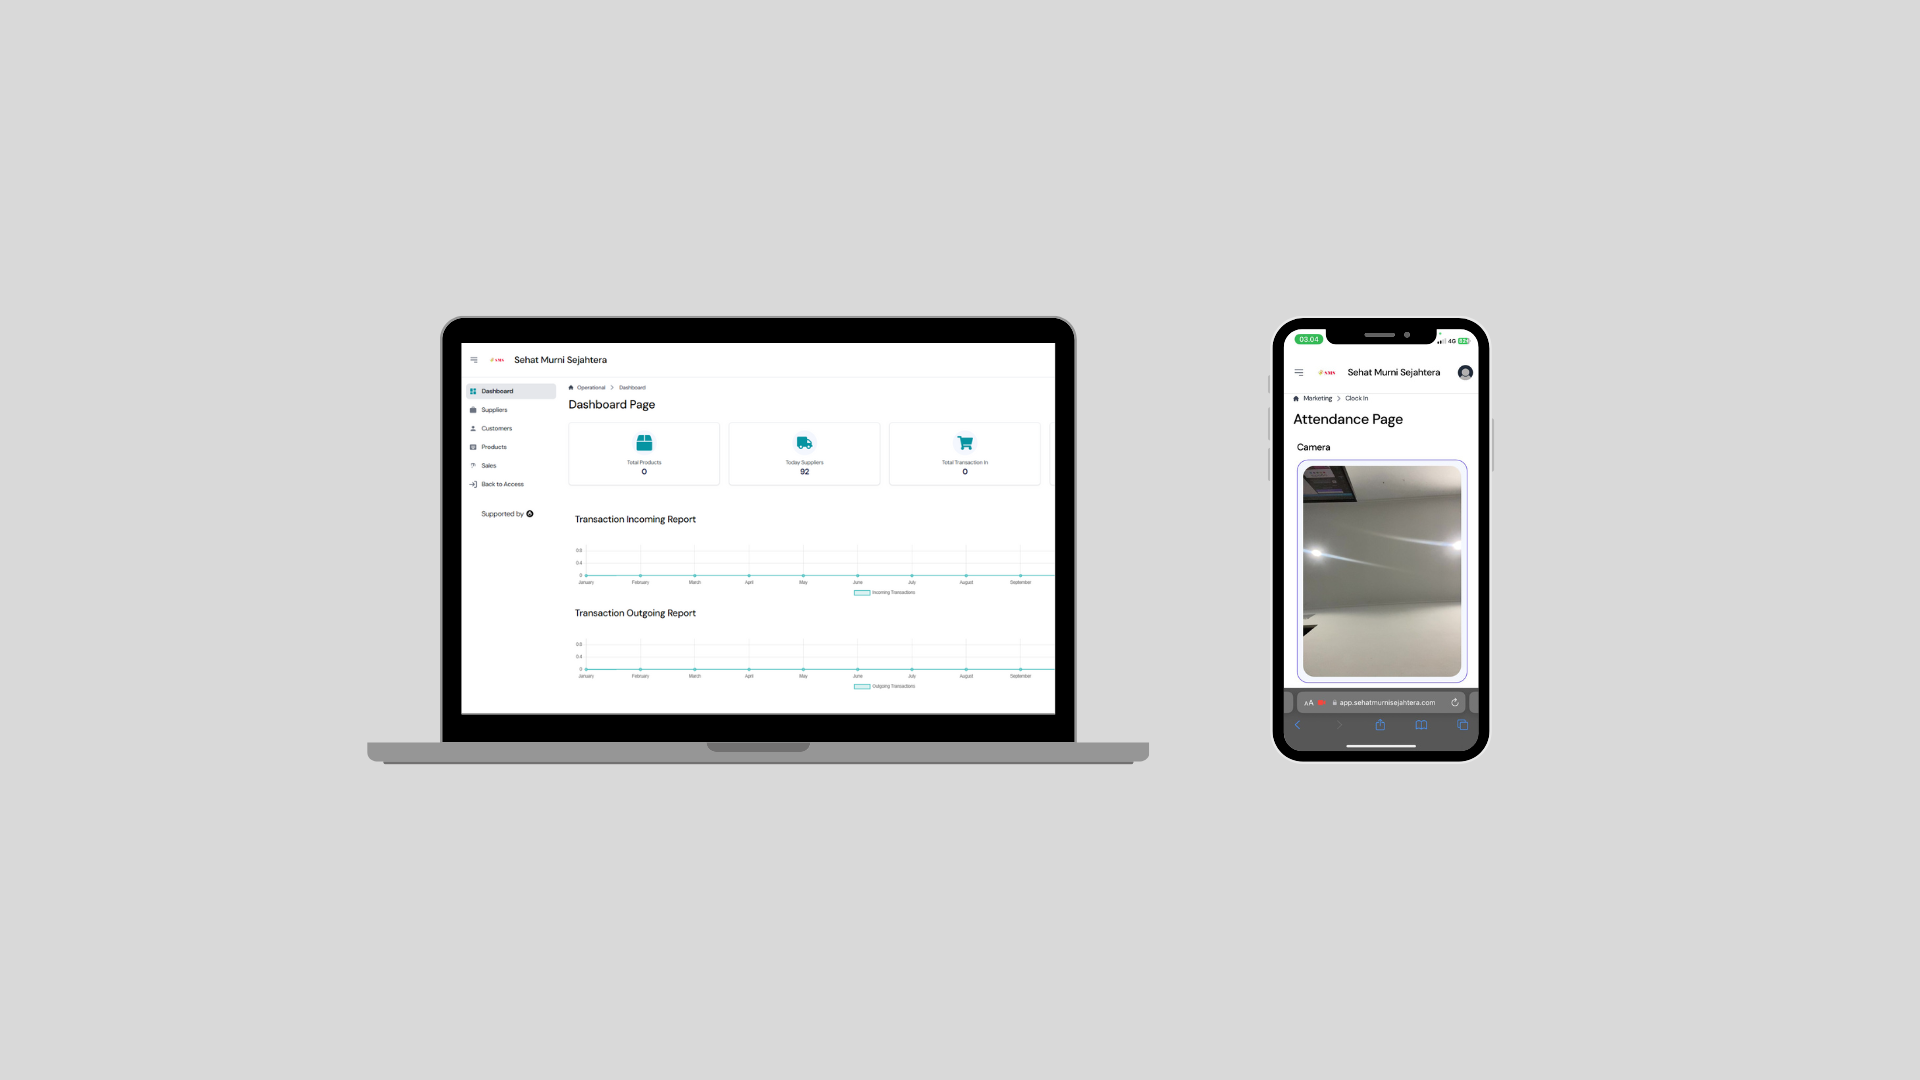 SMS
Sehat Murni Sejahtera
Dashboard
Suppliers
Customers
Products
Sales
Back to Access
Supported by
Operational > Dashboard
Dashboard Page
Total Products
0
Today Suppliers
92
Total Transaction In
0
Transaction Incoming Report
0.8
0.4
0
January February March April May June July August September
Incoming Transactions
Transaction Outgoing Report
0.8
0.4
0
January February March April May June July August September
Outgoing Transactions
03.04
4G
SMS
Sehat Murni Sejahtera
Marketing > Clock In
Attendance Page
Camera
AA app.sehatmurnisejahtera.com